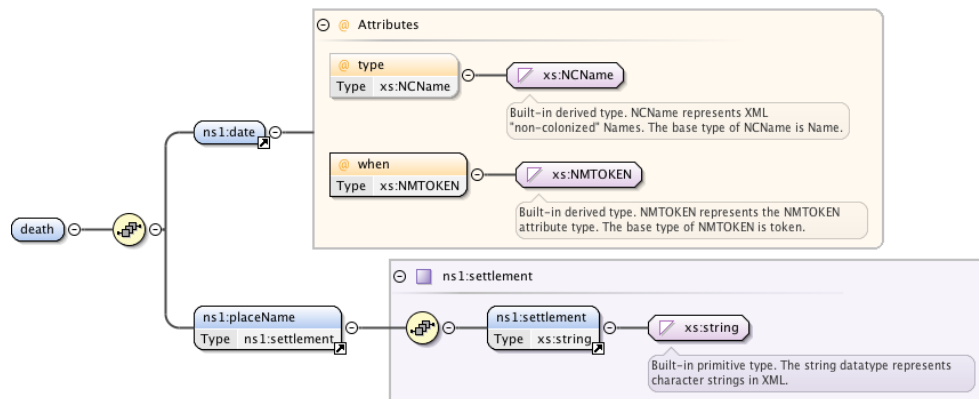 Attributes
@ type
Type xs:NCName
xs:NCName
Built-in derived type. NCName represents XML
"non-colonized" Names. The base type of NCName is Name.
ns1:date
@ when
Type xs:NMTOKEN
xs:NMTOKEN
Built-in derived type. NMTOKEN represents the NMTOKEN
attribute type. The base type of NMTOKEN is token.
death
ns1:settlement
ns1:placeName
Type ns1:settlement
ns1:settlement
Type xs:string
xs:string
Built-in primitive type. The string datatype represents
character strings in XML.